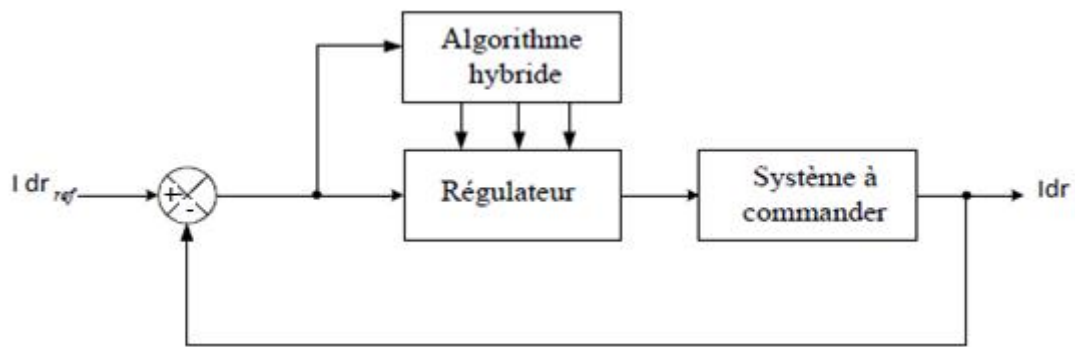 Algorithme
hybride
I dr ref
+
-
Régulateur
Système à
commander
Idr